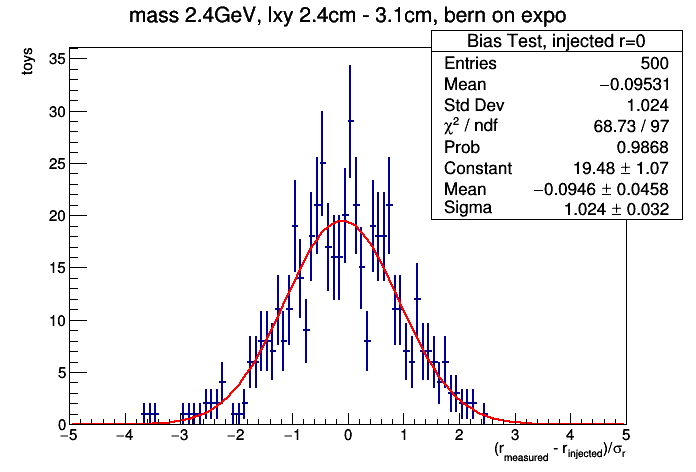 mass 2.4GeV, lxy 2.4cm - 3.1cm, bern on expo
toys
Bias Test, injected r=0
Entries 500
Mean −0.09531
Std Dev 1.024
χ² / ndf 68.73 / 97
Prob 0.9868
Constant 19.48 ± 1.07
Mean −0.0946 ± 0.0458
Sigma 1.024 ± 0.032
35
30
25
20
15
10
5
0
−5 −4 −3 −2 −1 0 1 2 3 4 5
(r_measured - r_injected)/σ_r